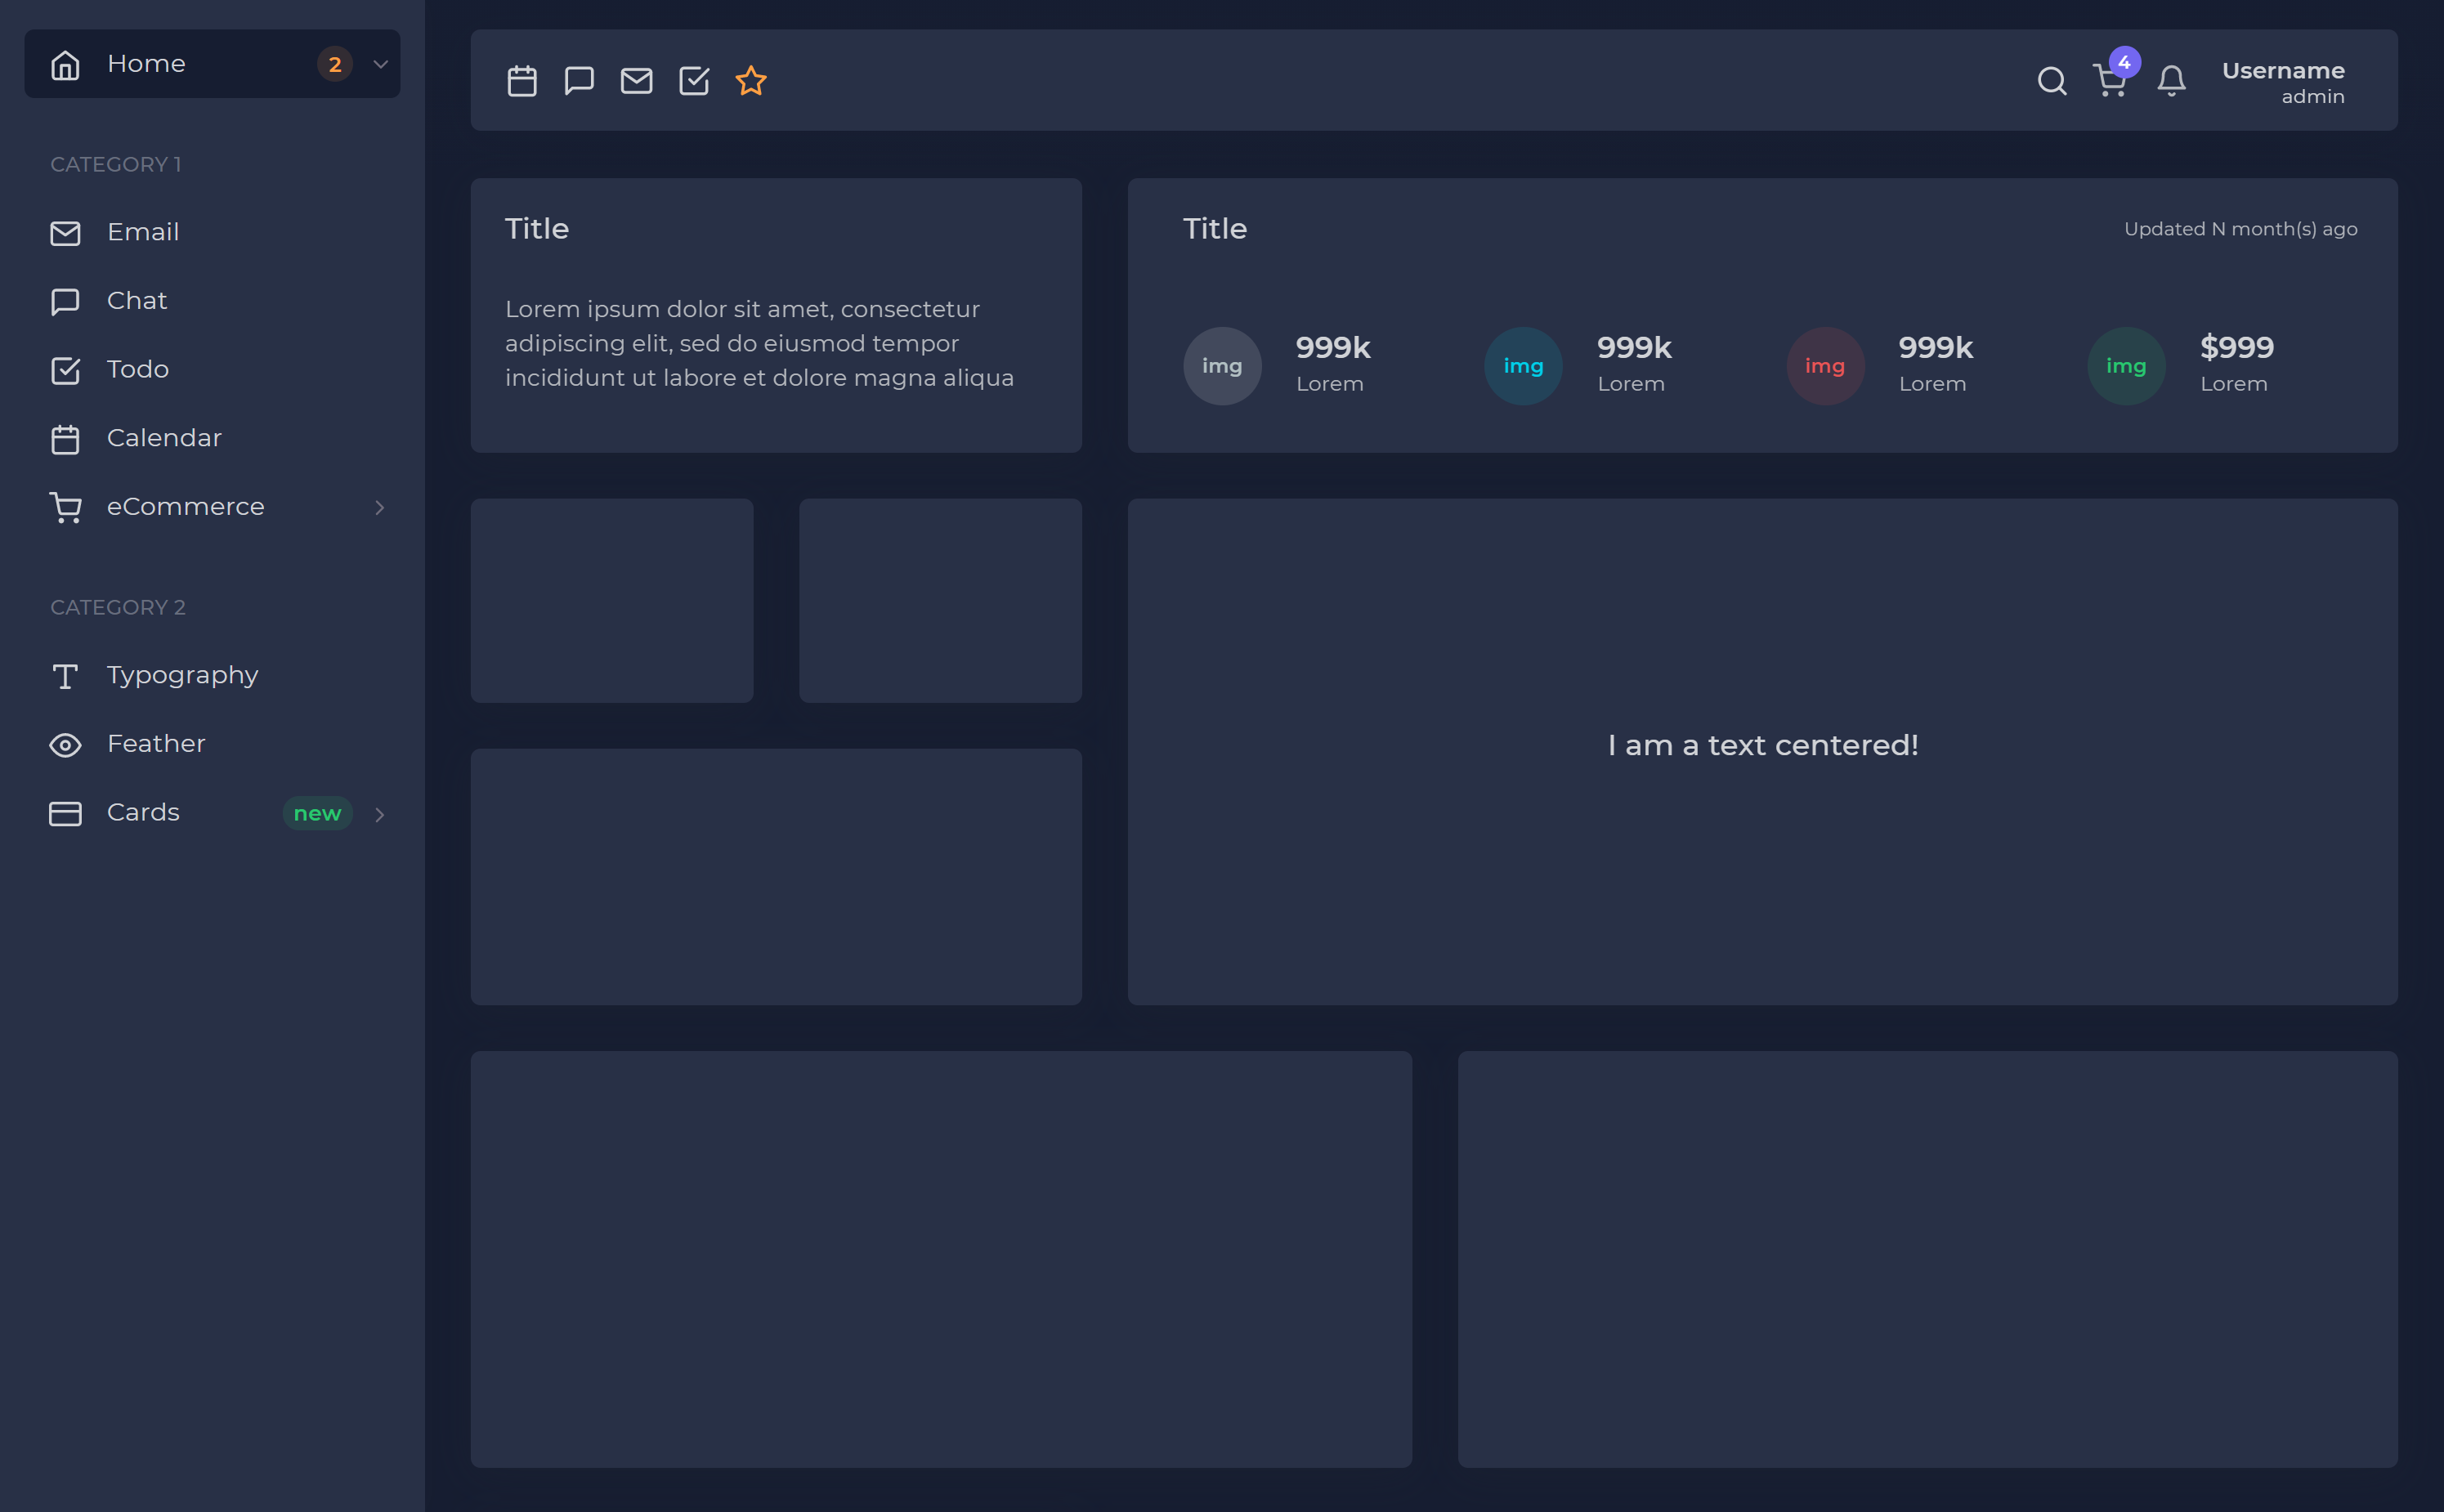 Home 2
CATEGORY 1
Email
Chat
Todo
Calendar
eCommerce
CATEGORY 2
Typography
Feather
Cards new
4
Username
admin
Title
Lorem ipsum dolor sit amet, consectetur
adipiscing elit, sed do eiusmod tempor
incididunt ut labore et dolore magna aliqua
Title
Updated N month(s) ago
img
999k
Lorem
img
999k
Lorem
img
999k
Lorem
img
$999
Lorem
I am a text centered!